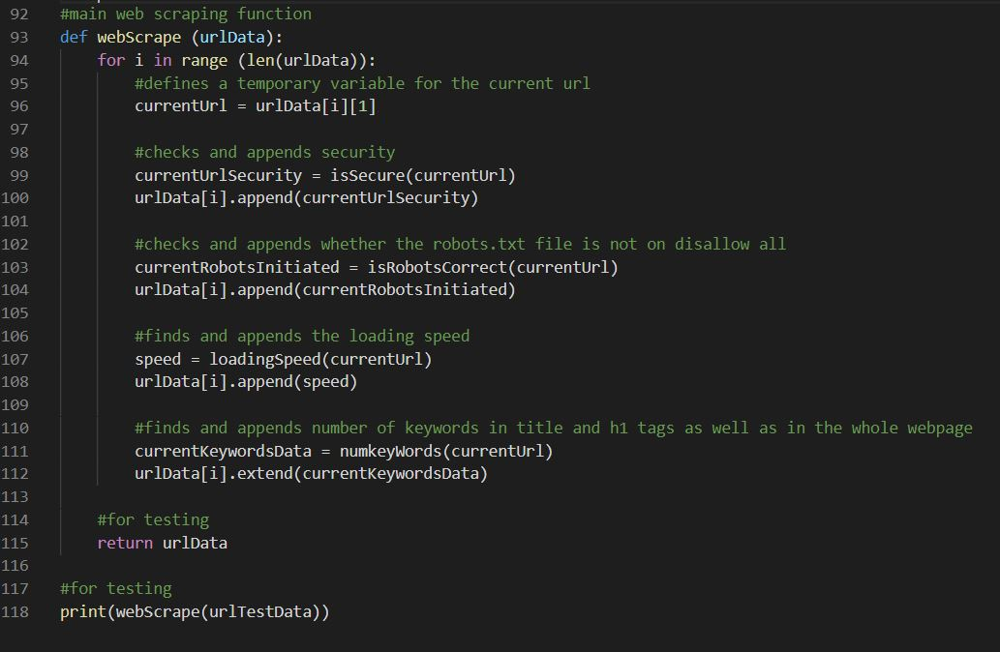 92 #main web scraping function
93 def webScrape (urlData):
94     for i in range (len(urlData)):
95         #defines a temporary variable for the current url
96         currentUrl = urlData[i][1]
97
98         #checks and appends security
99         currentUrlSecurity = isSecure(currentUrl)
100         urlData[i].append(currentUrlSecurity)
101
102         #checks and appends whether the robots.txt file is not on disallow all
103         currentRobotsInitiated = isRobotsCorrect(currentUrl)
104         urlData[i].append(currentRobotsInitiated)
105
106         #finds and appends the loading speed
107         speed = loadingSpeed(currentUrl)
108         urlData[i].append(speed)
109
110         #finds and appends number of keywords in title and h1 tags as well as in the whole webpage
111         currentKeywordsData = numkeyWords(currentUrl)
112         urlData[i].extend(currentKeywordsData)
113
114     #for testing
115     return urlData
116
117 #for testing
118 print(webScrape(urlTestData))